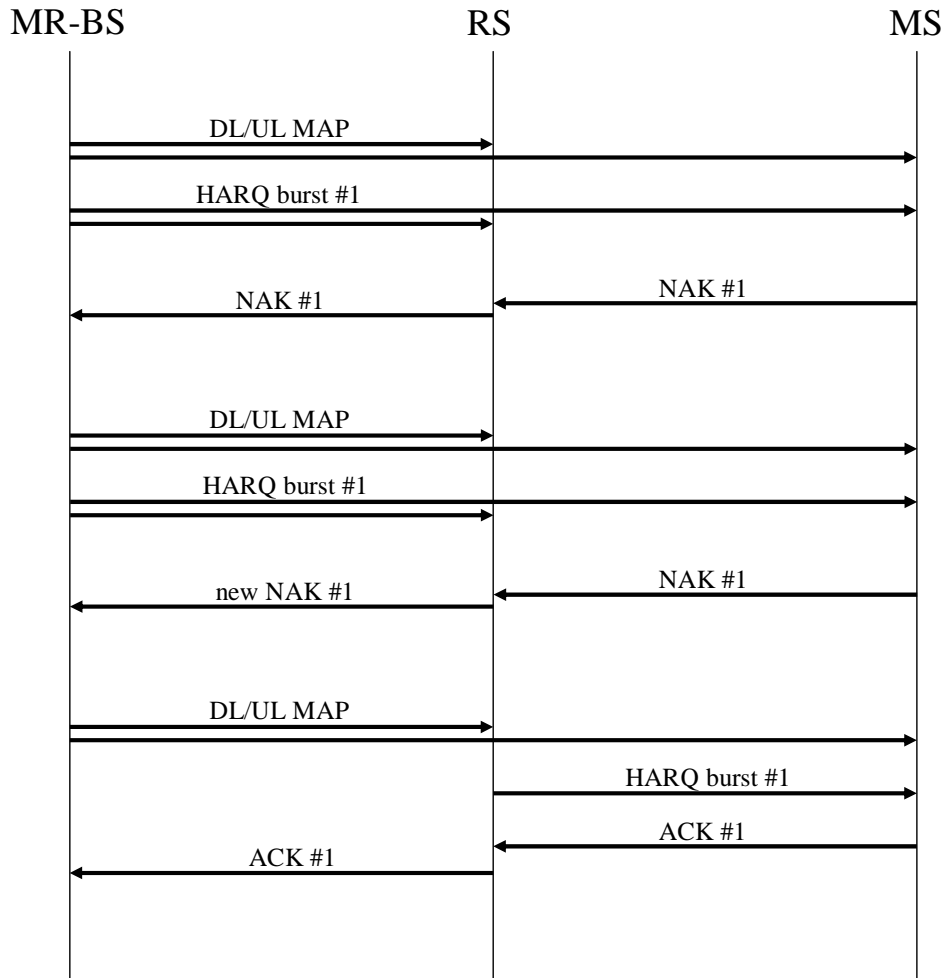 MR-BS RS MS
DL/UL MAP
HARQ burst #1
NAK #1
NAK #1
DL/UL MAP
HARQ burst #1
NAK #1
new NAK #1
DL/UL MAP
HARQ burst #1
ACK #1
ACK #1